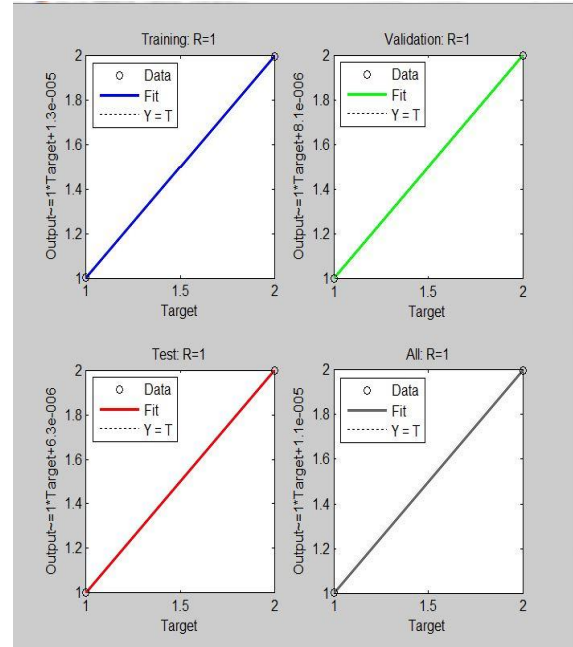 Training: R=1
Output~=1*Target+1.3e-005
2
1.8
1.6
1.4
1.2
1
Data
Fit
Y = T
1
1.5
2
Target
Validation: R=1
Output~=1*Target+8.1e-006
2
1.8
1.6
1.4
1.2
1
Data
Fit
Y = T
1
1.5
2
Target
Test: R=1
Output~=1*Target+6.3e-006
2
1.8
1.6
1.4
1.2
1
Data
Fit
Y = T
1
1.5
2
Target
All: R=1
Output~=1*Target+1.1e-005
2
1.8
1.6
1.4
1.2
1
Data
Fit
Y = T
1
1.5
2
Target